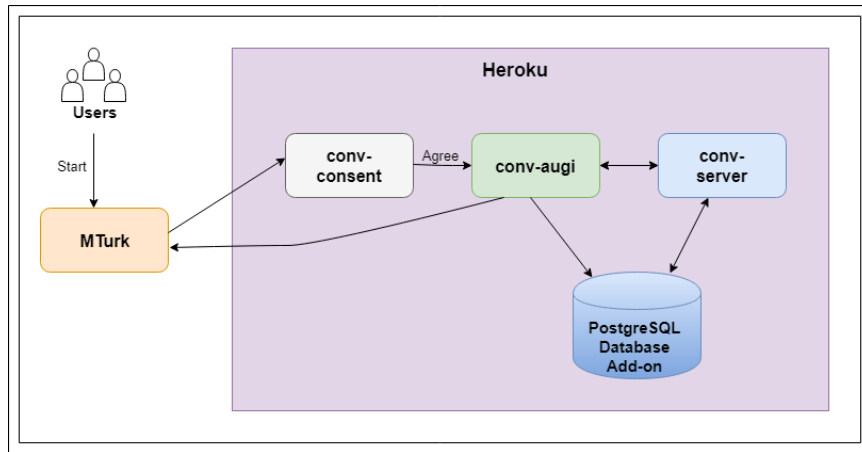 Heroku
Users
Start
conv-
consent
Agree
conv-augi
conv-
server
MTurk
PostgreSQL
Database
Add-on